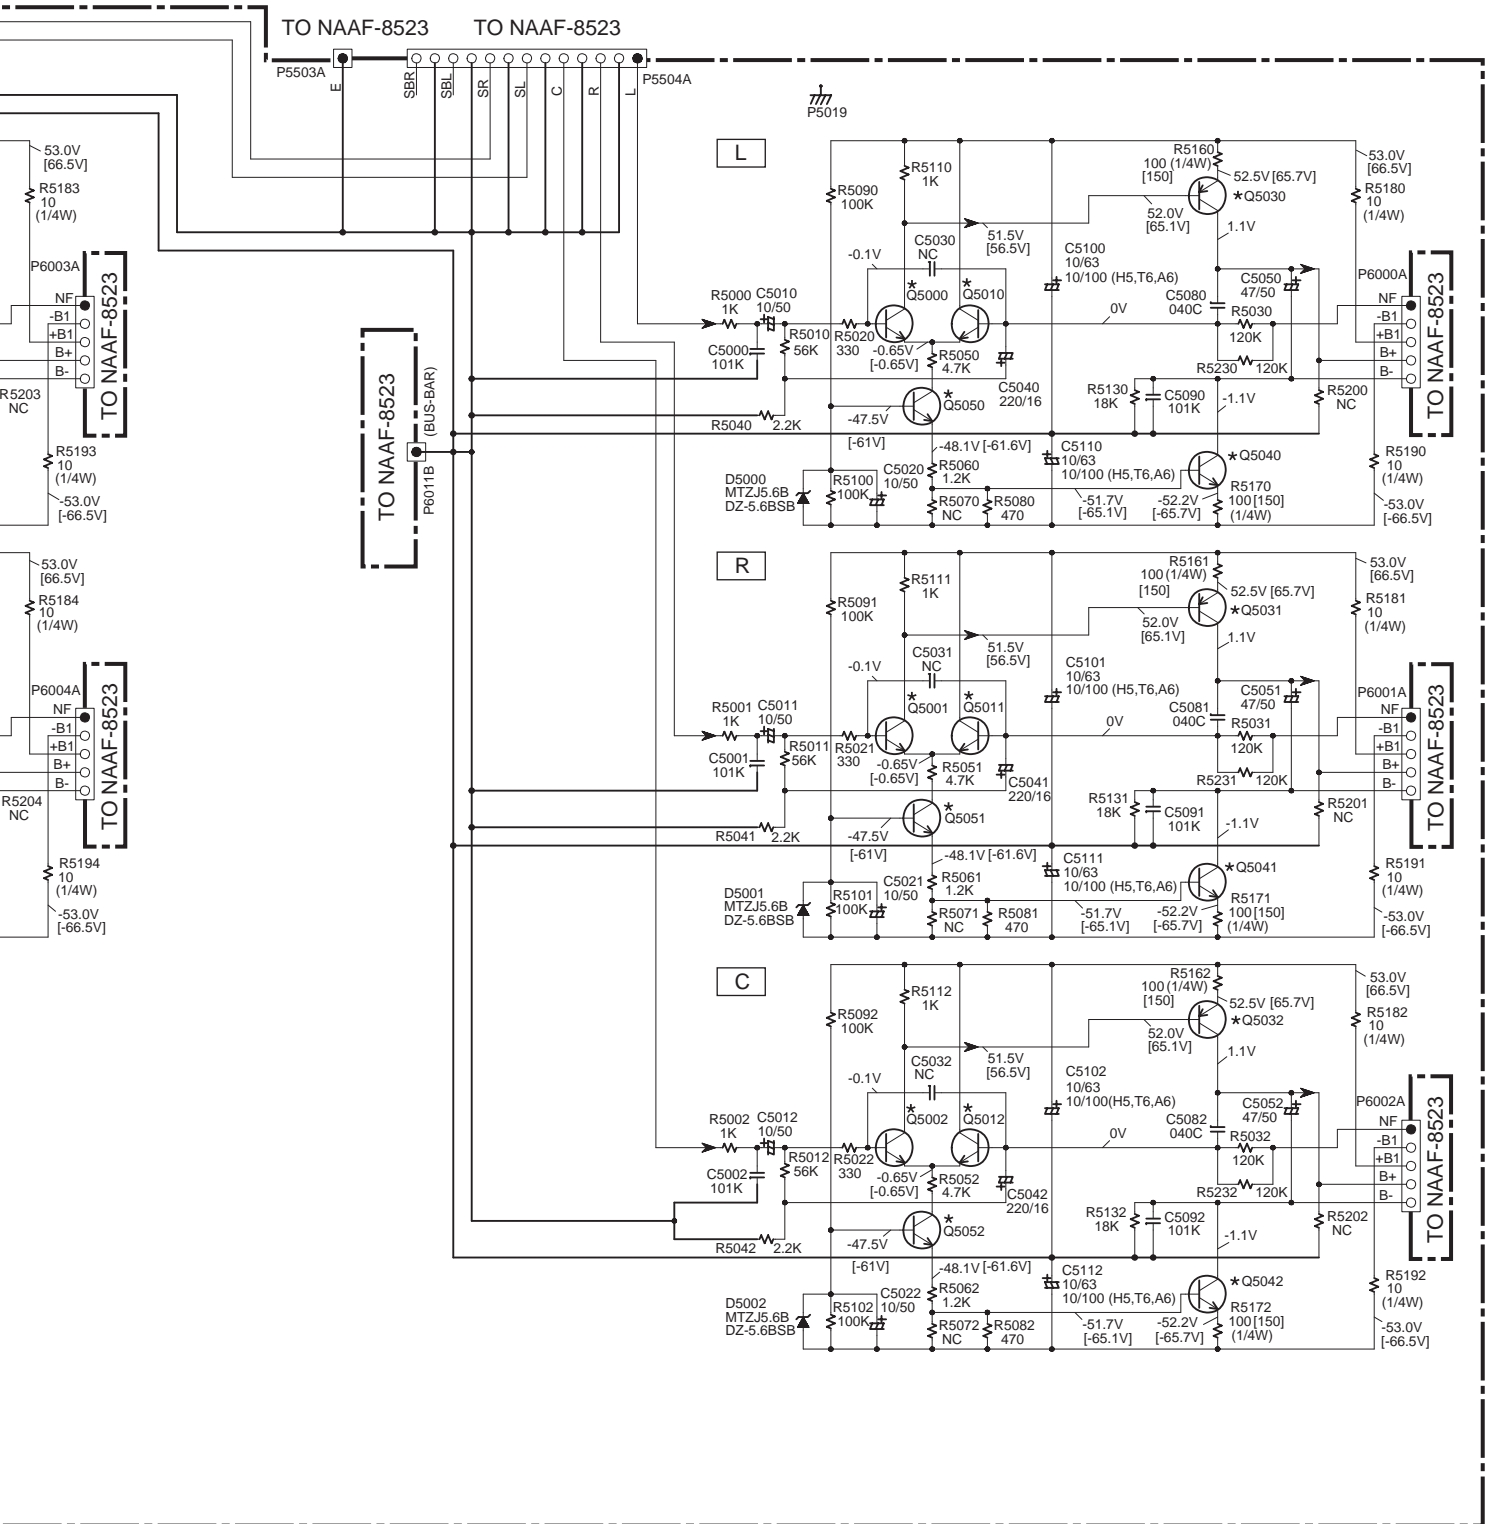 TO NAAF-8523
TO NAAF-8523
P5503A
P5504A
E
SBR
SBL
SR
SL
C
R
L
P5019
53.0V
[66.5V]
R5183
10
(1/4W)
P6003A
NF
-B1
+B1
B+
B-
TO NAAF-8523
R5203
NC
R5193
10
(1/4W)
-53.0V
[-66.5V]
53.0V
[66.5V]
R5184
10
(1/4W)
P6004A
NF
-B1
+B1
B+
B-
TO NAAF-8523
R5204
NC
R5194
10
(1/4W)
-53.0V
[-66.5V]
TO NAAF-8523
(BUS-BAR)
P6011B
L
R5090
100K
R5110
1K
R5160
100 (1/4W)
[150]
52.5V [65.7V]
*Q5030
52.0V
[65.1V]
1.1V
53.0V
[66.5V]
R5180
10
(1/4W)
51.5V
[56.5V]
C5030
NC
-0.1V
C5100
10/63
10/100 (H5,T6,A6)
C5050
47/50
P6000A
R5000
1K
C5010
10/50
*
Q5000
*
Q5010
0V
C5080
040C
R5030
120K
NF
-B1
+B1
B+
B-
TO NAAF-8523
C5000
101K
R5010
56K
R5020
330
-0.65V
[-0.65V]
R5050
4.7K
C5040
220/16
R5230
120K
R5130
18K
C5090
101K
-1.1V
R5200
NC
R5040
2.2K
-47.5V
[-61V]
*
Q5050
-48.1V [-61.6V]
C5110
10/63
10/100 (H5,T6,A6)
*Q5040
R5190
10
(1/4W)
D5000
MTZJ5.6B
DZ-5.6BSB
R5100
100K
C5020
10/50
R5060
1.2K
R5070
NC
R5080
470
-51.7V
[-65.1V]
-52.2V
[-65.7V]
R5170
100 [150]
(1/4W)
-53.0V
[-66.5V]
R
R5091
100K
R5111
1K
R5161
100 (1/4W)
[150]
52.5V [65.7V]
*Q5031
52.0V
[65.1V]
1.1V
53.0V
[66.5V]
R5181
10
(1/4W)
51.5V
[56.5V]
C5031
NC
-0.1V
C5101
10/63
10/100 (H5,T6,A6)
C5051
47/50
P6001A
R5001
1K
C5011
10/50
*
Q5001
*
Q5011
0V
C5081
040C
R5031
120K
NF
-B1
+B1
B+
B-
TO NAAF-8523
C5001
101K
R5011
56K
R5021
330
-0.65V
[-0.65V]
R5051
4.7K
C5041
220/16
R5231
120K
R5131
18K
C5091
101K
-1.1V
R5201
NC
R5041
2.2K
-47.5V
[-61V]
*
Q5051
-48.1V [-61.6V]
C5111
10/63
10/100 (H5,T6,A6)
*Q5041
R5191
10
(1/4W)
D5001
MTZJ5.6B
DZ-5.6BSB
R5101
100K
C5021
10/50
R5061
1.2K
R5071
NC
R5081
470
-51.7V
[-65.1V]
-52.2V
[-65.7V]
R5171
100 [150]
(1/4W)
-53.0V
[-66.5V]
C
R5092
100K
R5112
1K
R5162
100 (1/4W)
[150]
52.5V [65.7V]
*Q5032
52.0V
[65.1V]
1.1V
53.0V
[66.5V]
R5182
10
(1/4W)
51.5V
[56.5V]
C5032
NC
-0.1V
C5102
10/63
10/100(H5,T6,A6)
C5052
47/50
P6002A
R5002
1K
C5012
10/50
*
Q5002
*
Q5012
0V
C5082
040C
R5032
120K
NF
-B1
+B1
B+
B-
TO NAAF-8523
C5002
101K
R5012
56K
R5022
330
-0.65V
[-0.65V]
R5052
4.7K
C5042
220/16
R5232
120K
R5132
18K
C5092
101K
-1.1V
R5202
NC
R5042
2.2K
-47.5V
[-61V]
*
Q5052
-48.1V [-61.6V]
C5112
10/63
10/100 (H5,T6,A6)
*Q5042
R5192
10
(1/4W)
D5002
MTZJ5.6B
DZ-5.6BSB
R5102
100K
C5022
10/50
R5062
1.2K
R5072
NC
R5082
470
-51.7V
[-65.1V]
-52.2V
[-65.7V]
R5172
100 [150]
(1/4W)
-53.0V
[-66.5V]